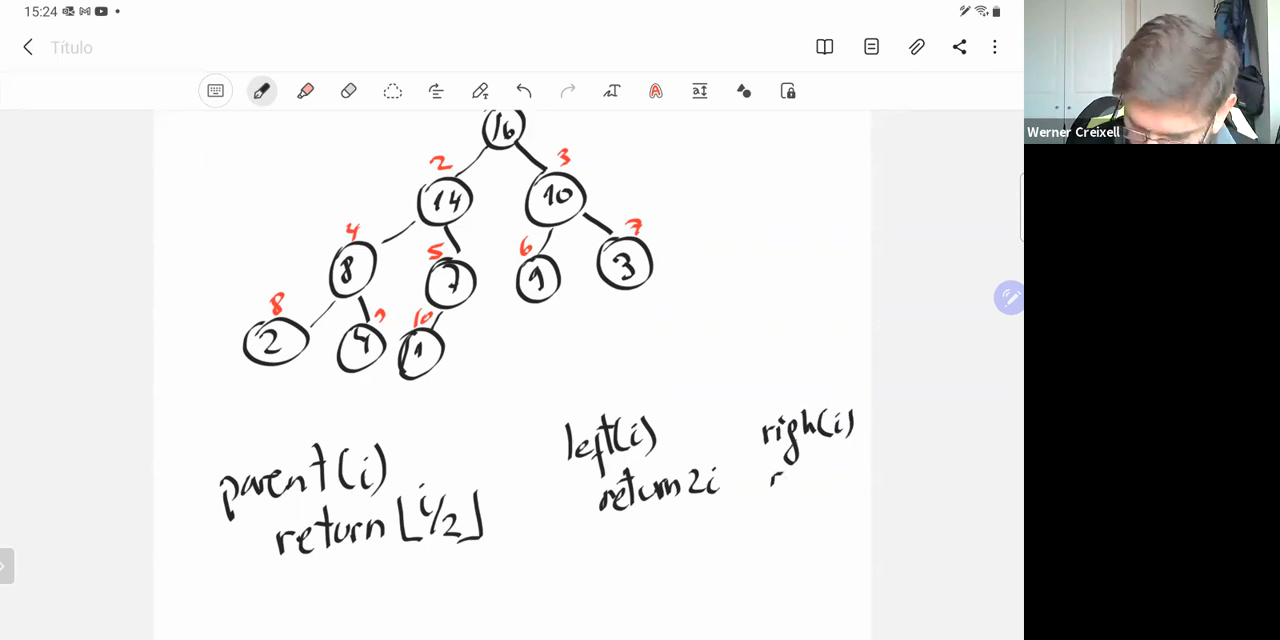 15:24
Título
16
2
3
14
10
4
5
6
7
8
7
9
3
8
9
10
2
4
1
parent(i)
return ⌊i/2⌋
left(i)
return 2i
righ(i)
r
Werner Creixell